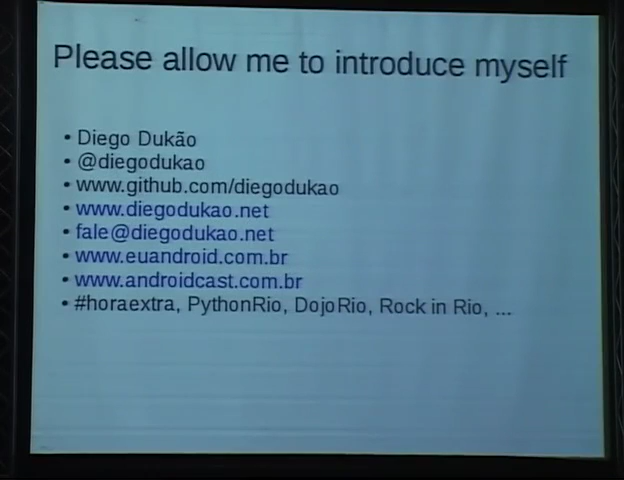 Please allow me to introduce myself
• Diego Dukão
• @diegodukao
• www.github.com/diegodukao
• www.diegodukao.net
• fale@diegodukao.net
• www.euandroid.com.br
• www.androidcast.com.br
• #horaextra, PythonRio, DojoRio, Rock in Rio, ...